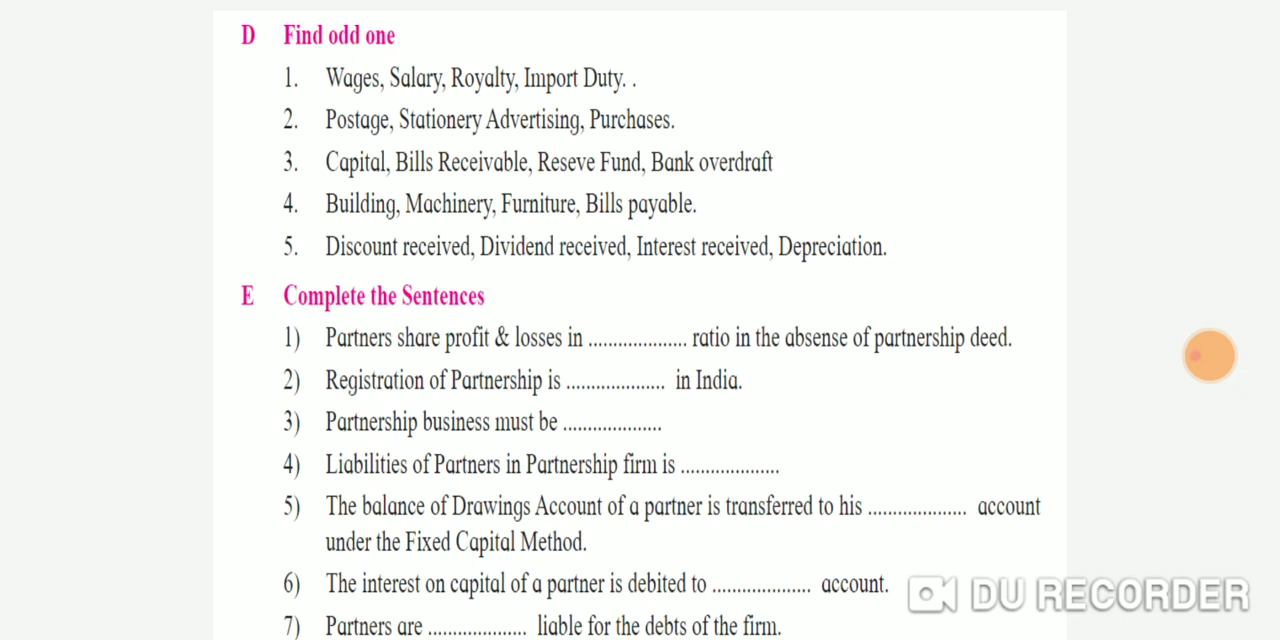 D Find odd one
1. Wages, Salary, Royalty, Import Duty. .
2. Postage, Stationery Advertising, Purchases.
3. Capital, Bills Receivable, Reseve Fund, Bank overdraft
4. Building, Machinery, Furniture, Bills payable.
5. Discount received, Dividend received, Interest received, Depreciation.
E Complete the Sentences
1) Partners share profit & losses in .................... ratio in the absense of partnership deed.
2) Registration of Partnership is .................... in India.
3) Partnership business must be ....................
4) Liabilities of Partners in Partnership firm is ....................
5) The balance of Drawings Account of a partner is transferred to his .................... account
under the Fixed Capital Method.
6) The interest on capital of a partner is debited to .................... account.
DU RECORDER
7) Partners are .................... liable for the debts of the firm.